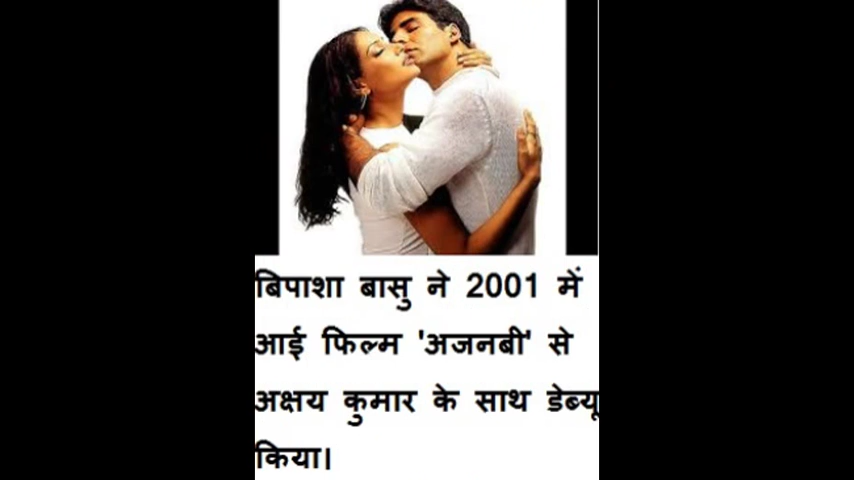 बिपाशा बासु ने 2001 में
आई फिल्म 'अजनबी' से
अक्षय कुमार के साथ डेब्यू
किया।